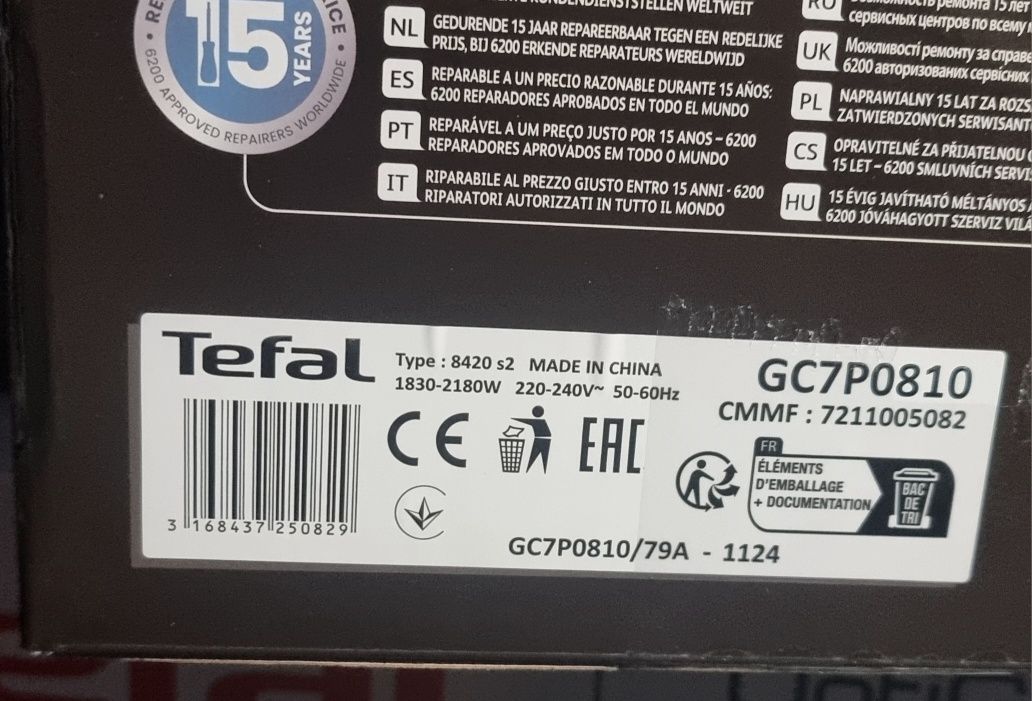 15
YEARS
6200 APPROVED REPAIRERS WORLDWIDE
KUNDENDIENSTSTELLEN WELTWEIT
NL GEDURENDE 15 JAAR REPAREERBAAR TEGEN EEN REDELIJKE
PRIJS, BIJ 6200 ERKENDE REPARATEURS WERELDWIJD
ES REPARABLE A UN PRECIO RAZONABLE DURANTE 15 AÑOS:
6200 REPARADORES APROBADOS EN TODO EL MUNDO
PT REPARÁVEL A UM PREÇO JUSTO POR 15 ANOS – 6200
REPARADORES APROVADOS EM TODO O MUNDO
IT RIPARABILE AL PREZZO GIUSTO ENTRO 15 ANNI - 6200
RIPARATORI AUTORIZZATI IN TUTTO IL MONDO
RU ремонта 15 лет
сервисных центров по всему
UK Можливості ремонту за
6200 авторизованих сервісних
PL NAPRAWIALNY 15 LAT ZA
ZATWIERDZONYCH
CS OPRAVITELNÉ ZA PŘIJATELNOU
15 LET – 6200 SMLUVNÍCH
HU 15 ÉVIG JAVÍTHATÓ MÉLTÁNYOS
6200 JÓVÁHAGYOTT SZERVIZ
Tefal
Type : 8420 s2 MADE IN CHINA
1830-2180W 220-240V~ 50-60Hz
GC7P0810
CMMF : 7211005082
CE
EAC
FR
ÉLÉMENTS
D'EMBALLAGE
+ DOCUMENTATION
BAC
DE
TRI
3 168437 250829
GC7P0810/79A - 1124